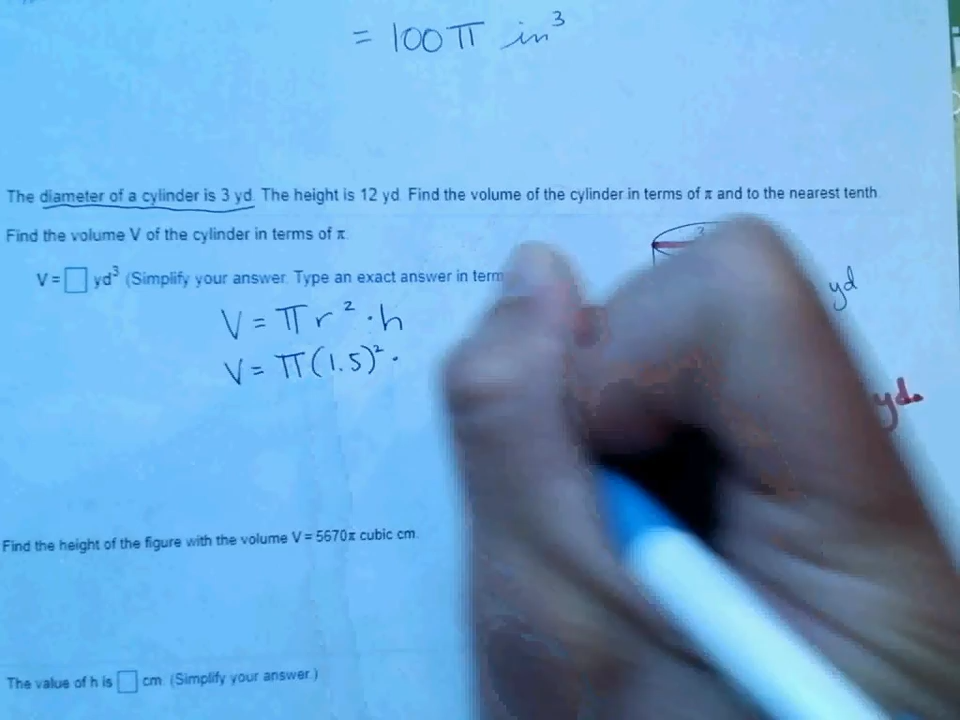 = 100π in³
The diameter of a cylinder is 3 yd. The height is 12 yd. Find the volume of the cylinder in terms of π and to the nearest tenth.
Find the volume V of the cylinder in terms of π.
V = yd³ (Simplify your answer. Type an exact answer in
yd
V = πr² · h
V = π(1.5)² ·
yd.
Find the height of the figure with the volume V = 5670π cubic cm.
The value of h is cm. (Simplify your answer.)